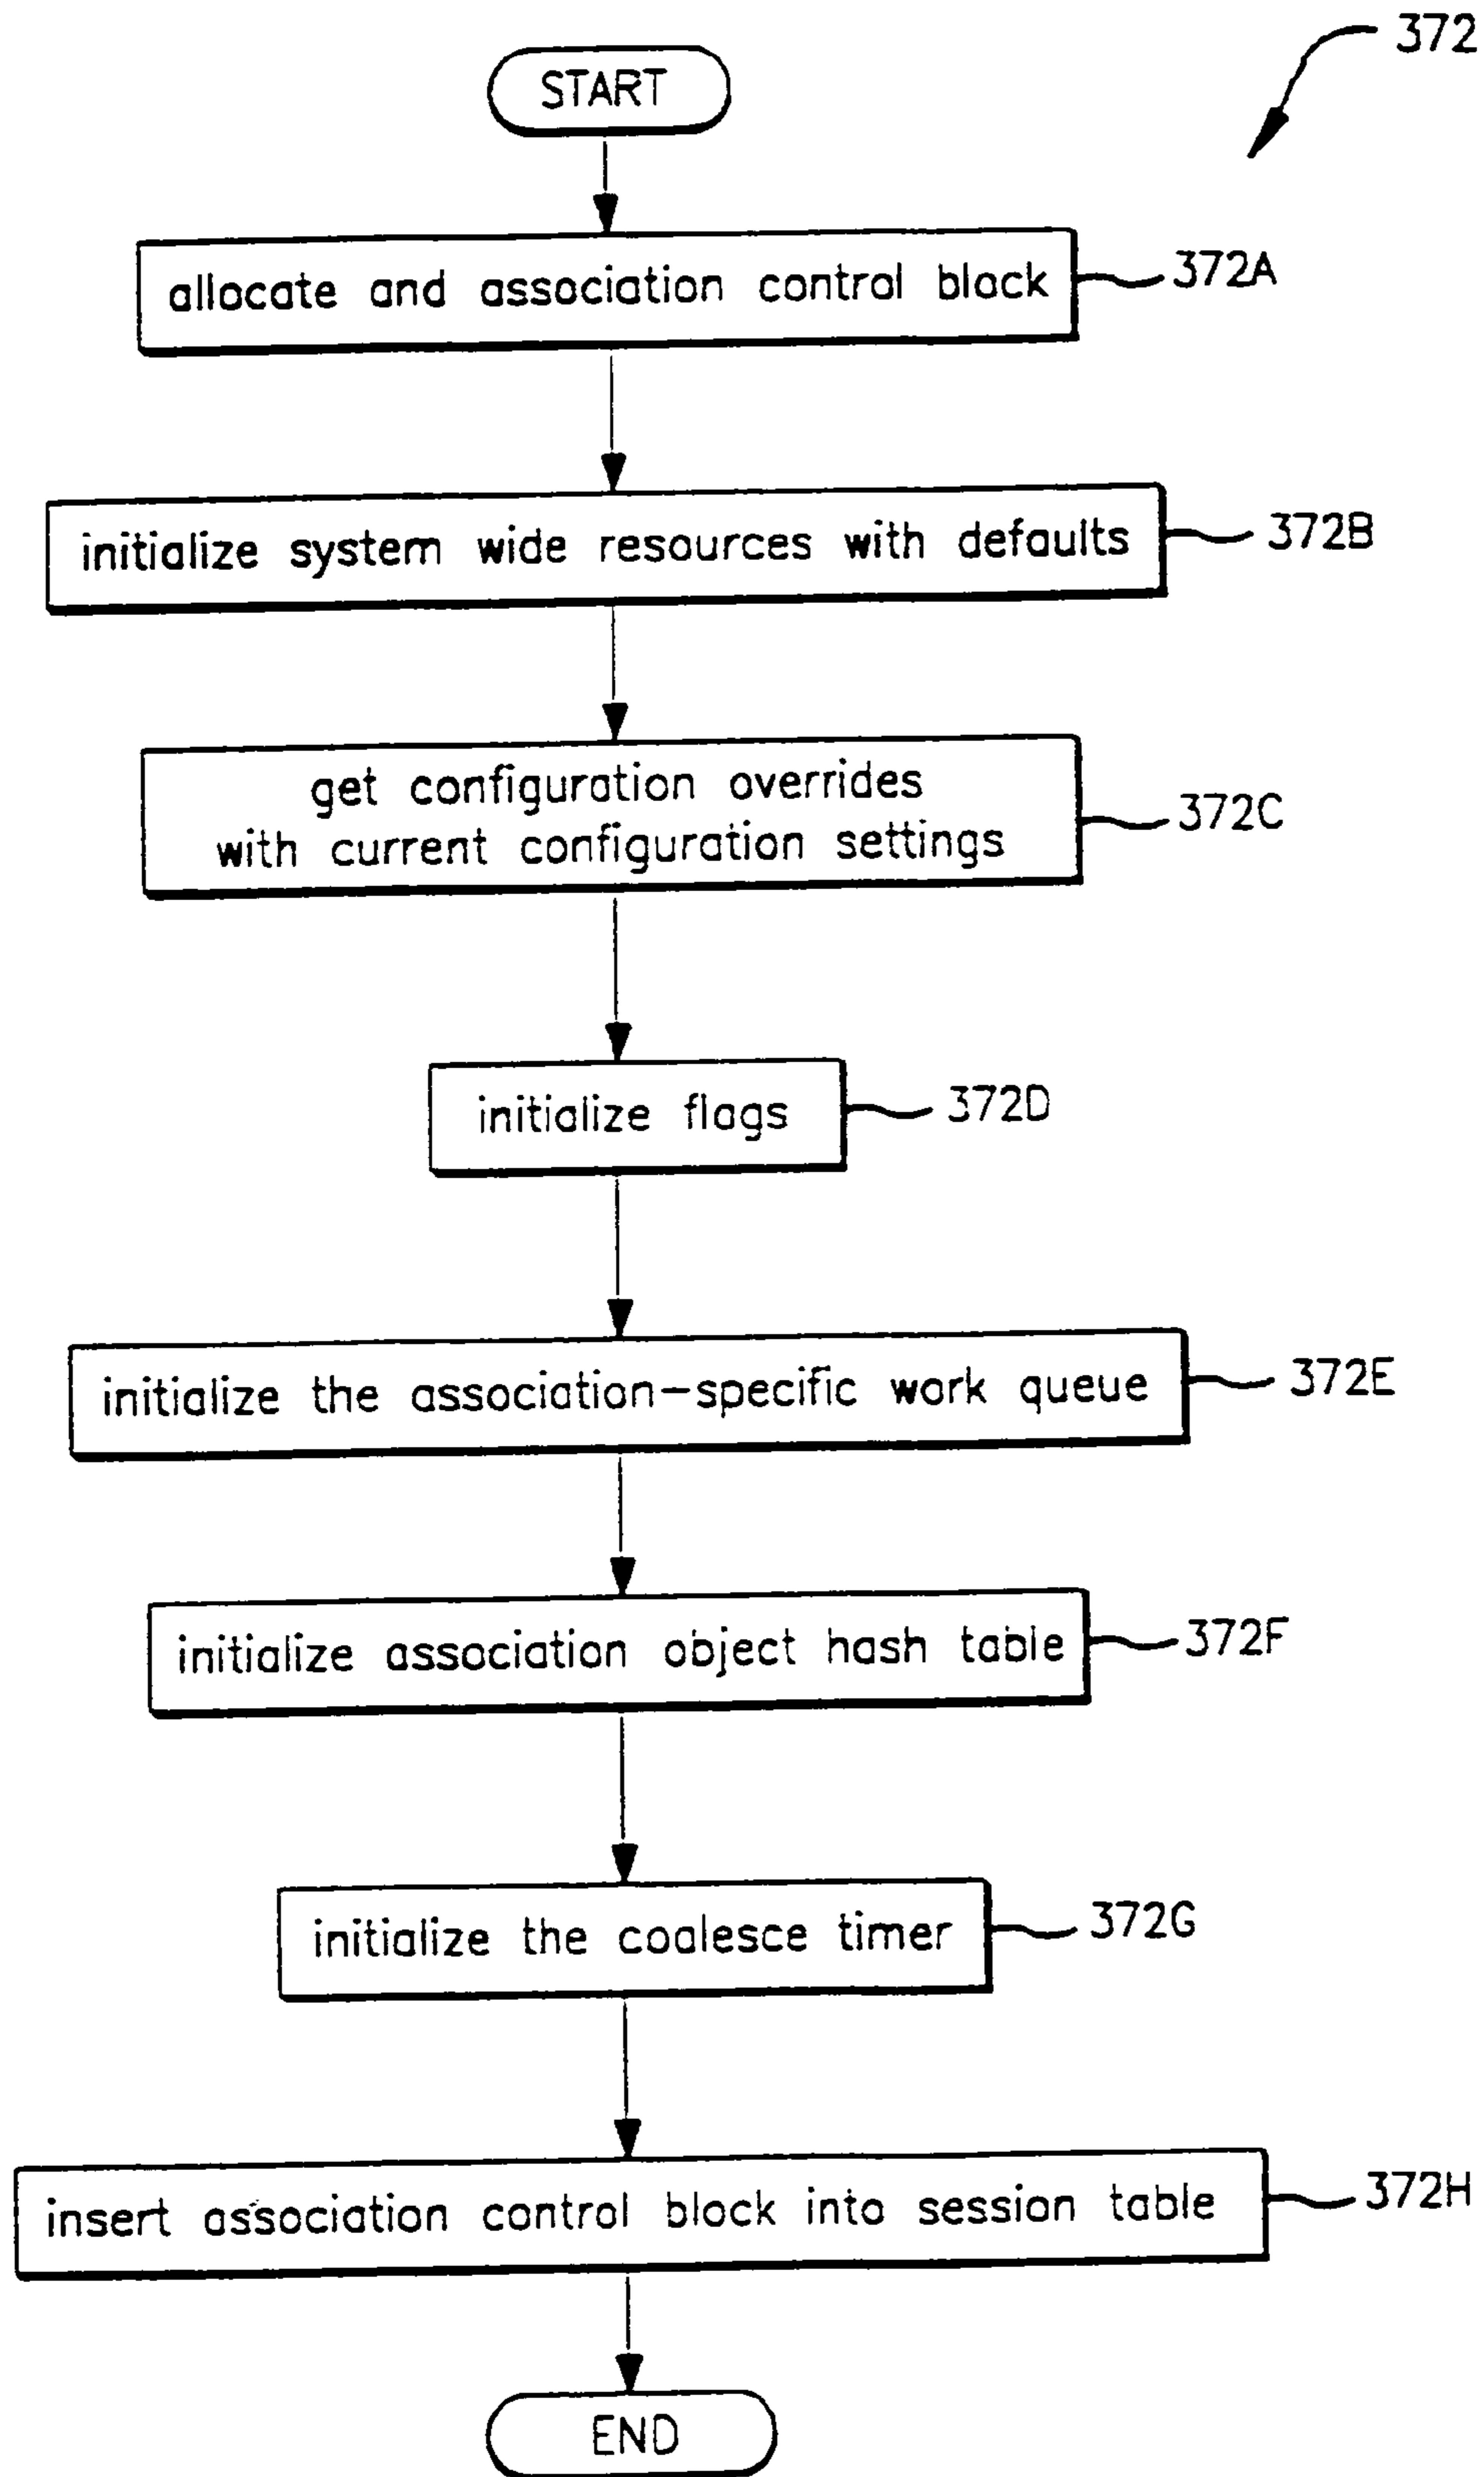 372
START
allocate and association control block
372A
initialize system wide resources with defaults
372B
get configuration overrides
with current configuration settings
372C
initialize flags
372D
initialize the association-specific work queue
372E
initialize association object hash table
372F
initialize the coalesce timer
372G
insert association control block into session table
372H
END